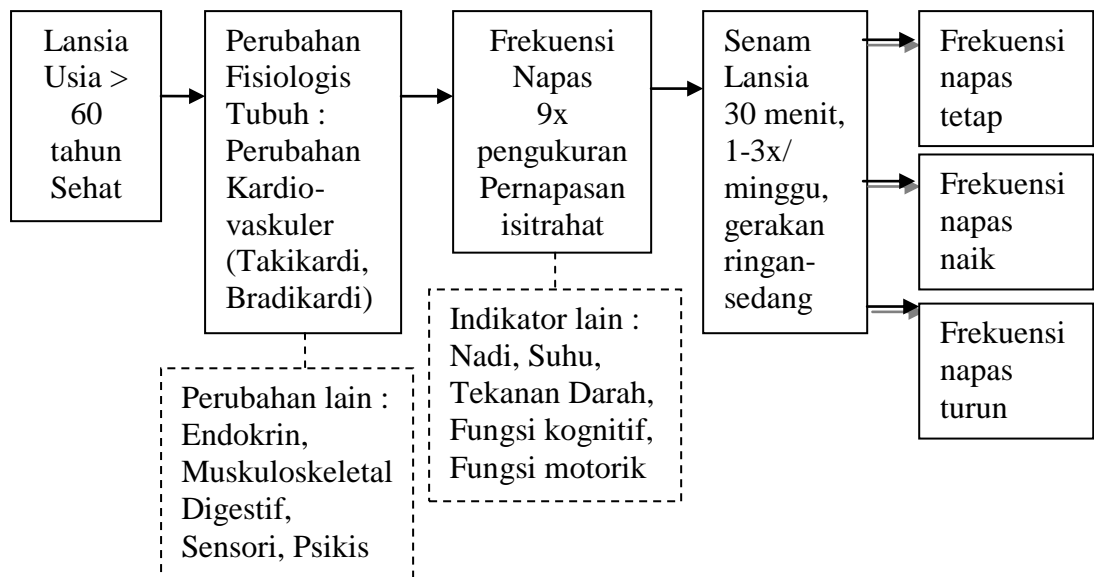 Lansia
Usia >
60
tahun
Sehat
Perubahan
Fisiologis
Tubuh :
Perubahan
Kardio-
vaskuler
(Takikardi,
Bradikardi)
Frekuensi
Napas
9x
pengukuran
Pernapasan
isitrahat
Senam
Lansia
30 menit,
1-3x/
minggu,
gerakan
ringan-
sedang
Frekuensi
napas
tetap
Frekuensi
napas
naik
Frekuensi
napas
turun
Perubahan lain :
Endokrin,
Muskuloskeletal
Digestif,
Sensori, Psikis
Indikator lain :
Nadi, Suhu,
Tekanan Darah,
Fungsi kognitif,
Fungsi motorik